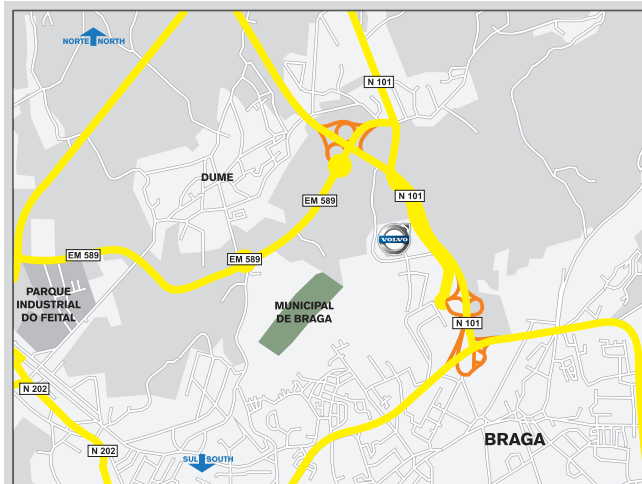 NORTE NORTH
N 101
DUME
N 101
EM 589
VOLVO
EM 589
EM 589
PARQUE
INDUSTRIAL
DO FEITAL
MUNICIPAL
DE BRAGA
N 101
N 202
BRAGA
N 202
SUL SOUTH